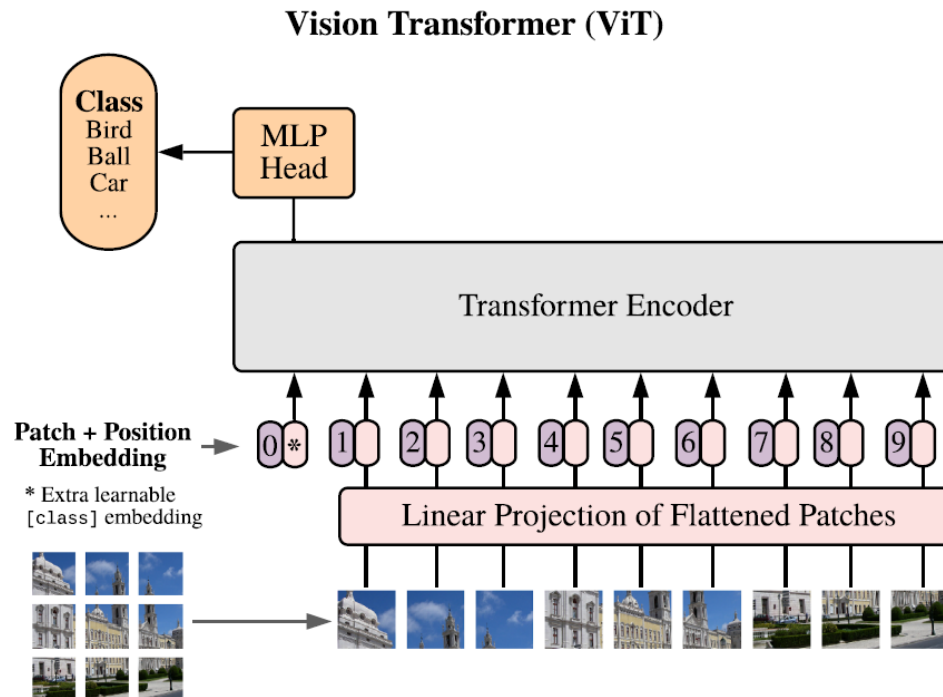 Vision Transformer (ViT)
Class
Bird
Ball
Car
...
MLP
Head
Transformer Encoder
Patch + Position
Embedding
0 * 1 2 3 4 5 6 7 8 9
* Extra learnable
[class] embedding
Linear Projection of Flattened Patches